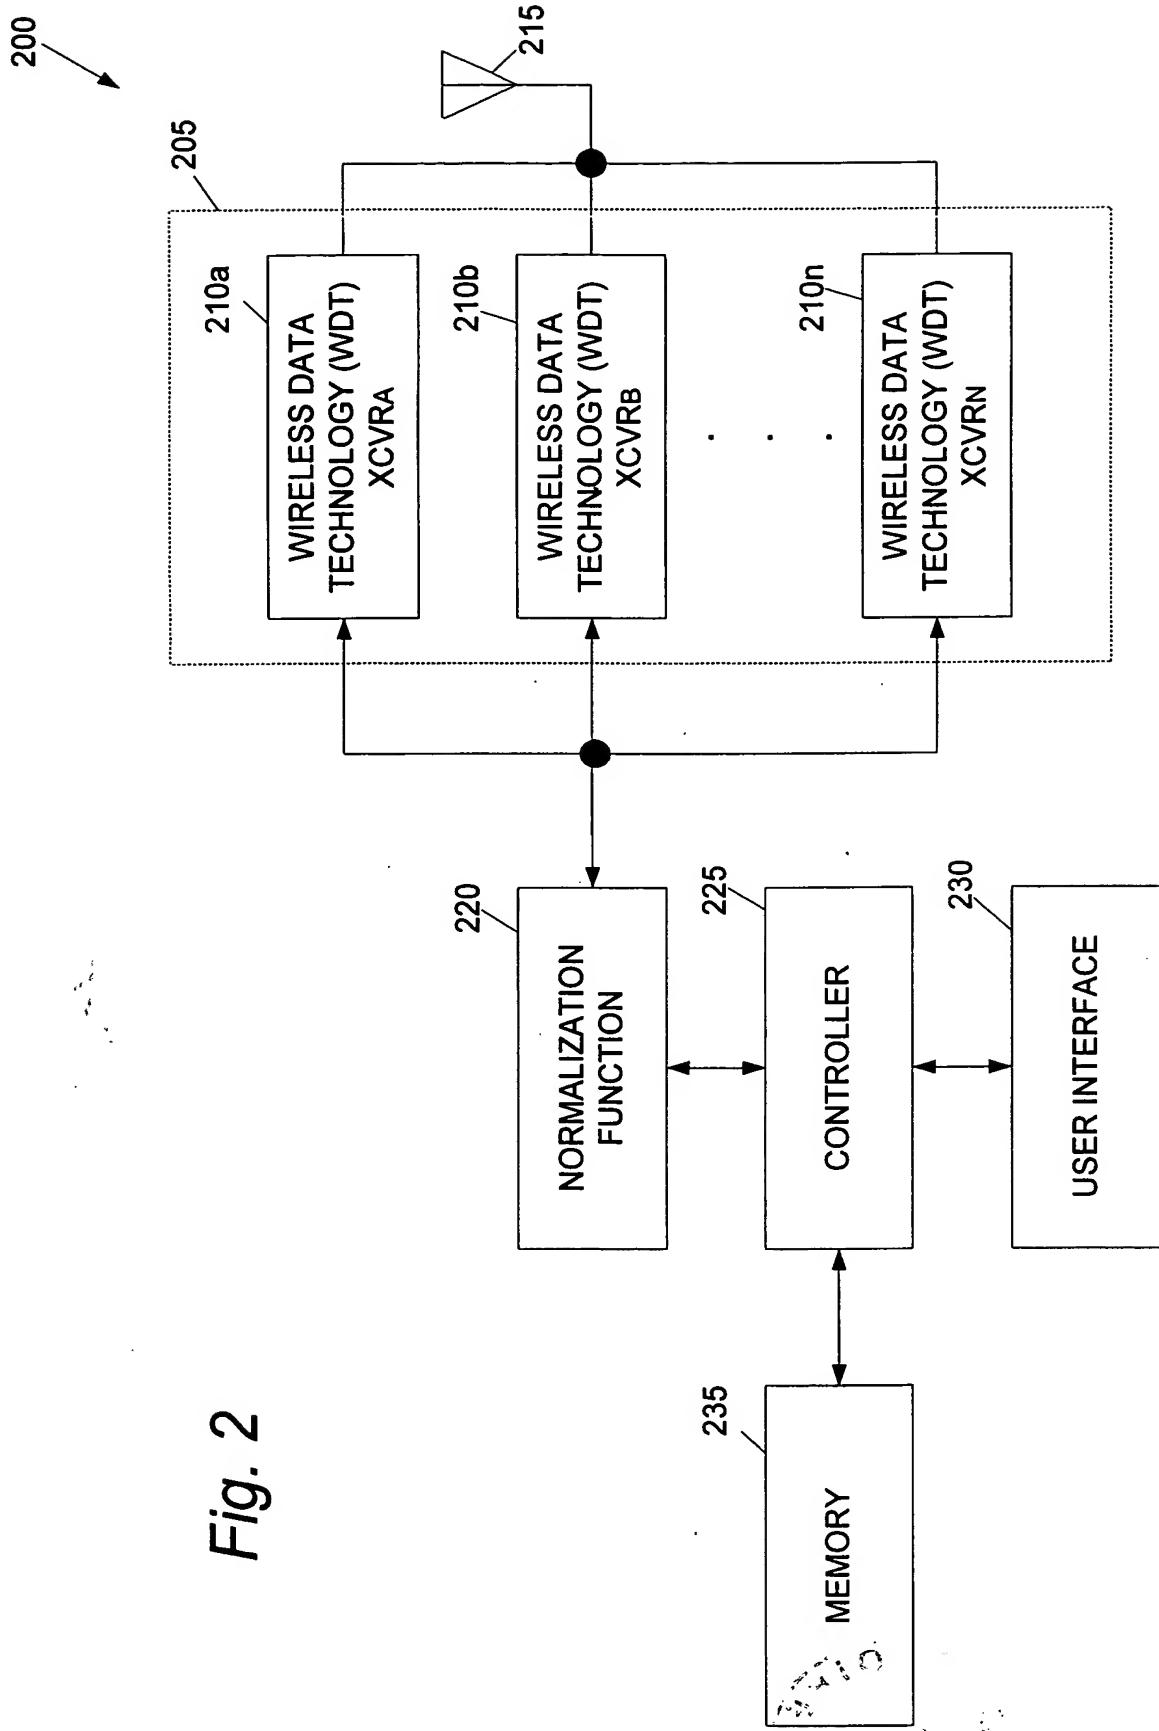 200
205
210a
WIRELESS DATA
TECHNOLOGY (WDT)
XCVRA
215
210b
WIRELESS DATA
TECHNOLOGY (WDT)
XCVRB
. . .
210n
WIRELESS DATA
TECHNOLOGY (WDT)
XCVRN
220
NORMALIZATION
FUNCTION
225
CONTROLLER
230
USER INTERFACE
235
MEMORY
Fig. 2